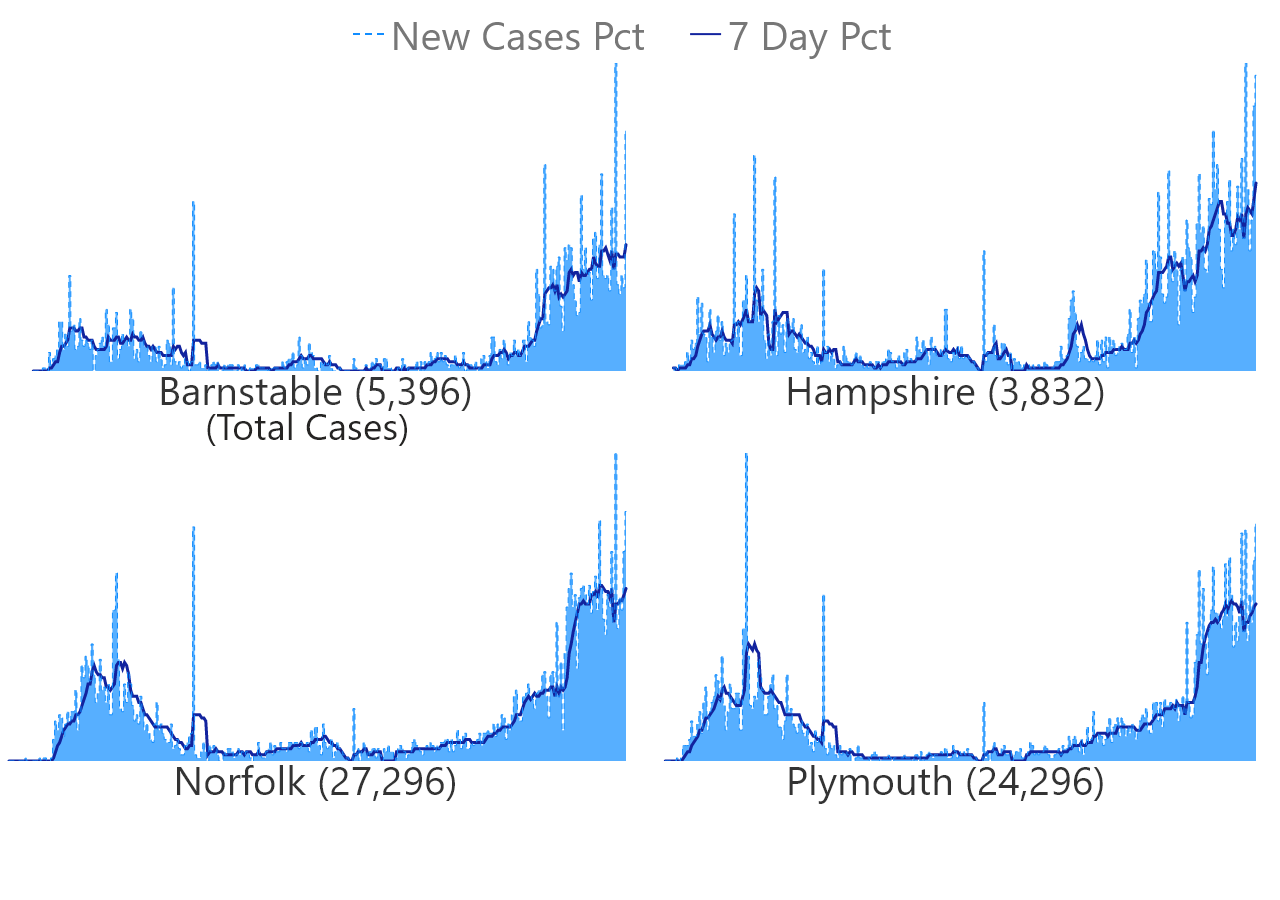 New Cases Pct 7 Day Pct
Barnstable (5,396)
(Total Cases)
Hampshire (3,832)
Norfolk (27,296)
Plymouth (24,296)